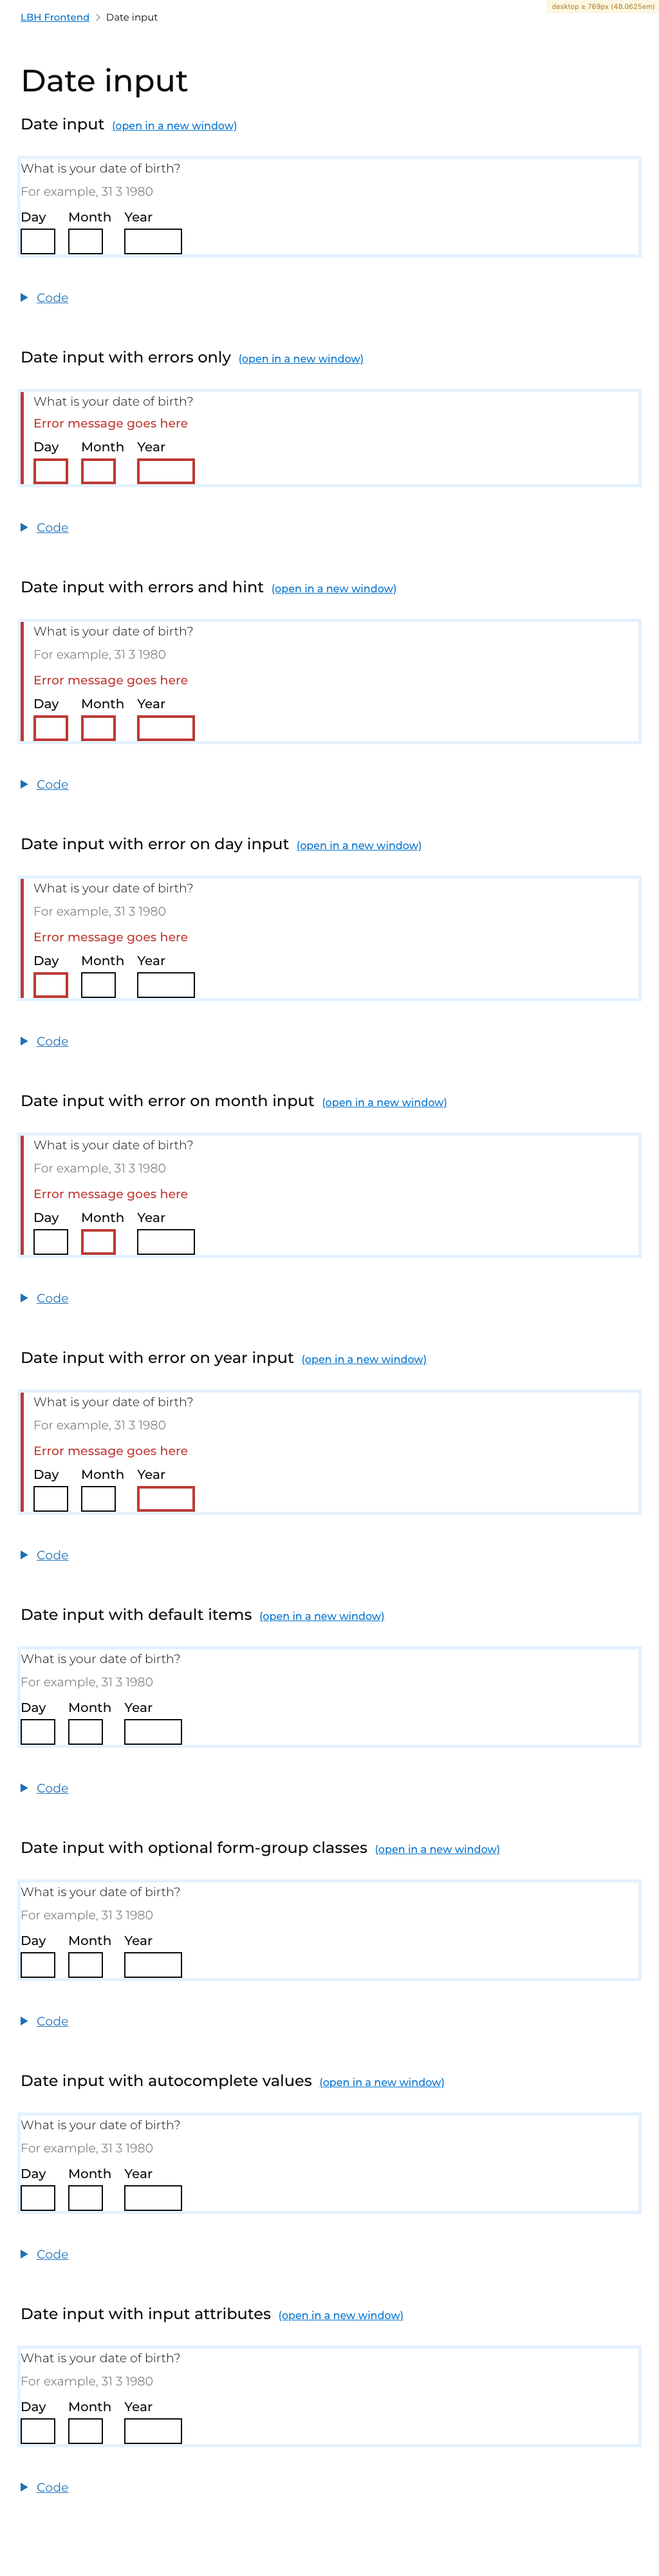 desktop ≥ 769px (48.0625em)
LBH Frontend > Date input
Date input
Date input (open in a new window)
What is your date of birth?
For example, 31 3 1980
Day Month Year
Code
Date input with errors only (open in a new window)
What is your date of birth?
Error message goes here
Day Month Year
Code
Date input with errors and hint (open in a new window)
What is your date of birth?
For example, 31 3 1980
Error message goes here
Day Month Year
Code
Date input with error on day input (open in a new window)
What is your date of birth?
For example, 31 3 1980
Error message goes here
Day Month Year
Code
Date input with error on month input (open in a new window)
What is your date of birth?
For example, 31 3 1980
Error message goes here
Day Month Year
Code
Date input with error on year input (open in a new window)
What is your date of birth?
For example, 31 3 1980
Error message goes here
Day Month Year
Code
Date input with default items (open in a new window)
What is your date of birth?
For example, 31 3 1980
Day Month Year
Code
Date input with optional form-group classes (open in a new window)
What is your date of birth?
For example, 31 3 1980
Day Month Year
Code
Date input with autocomplete values (open in a new window)
What is your date of birth?
For example, 31 3 1980
Day Month Year
Code
Date input with input attributes (open in a new window)
What is your date of birth?
For example, 31 3 1980
Day Month Year
Code